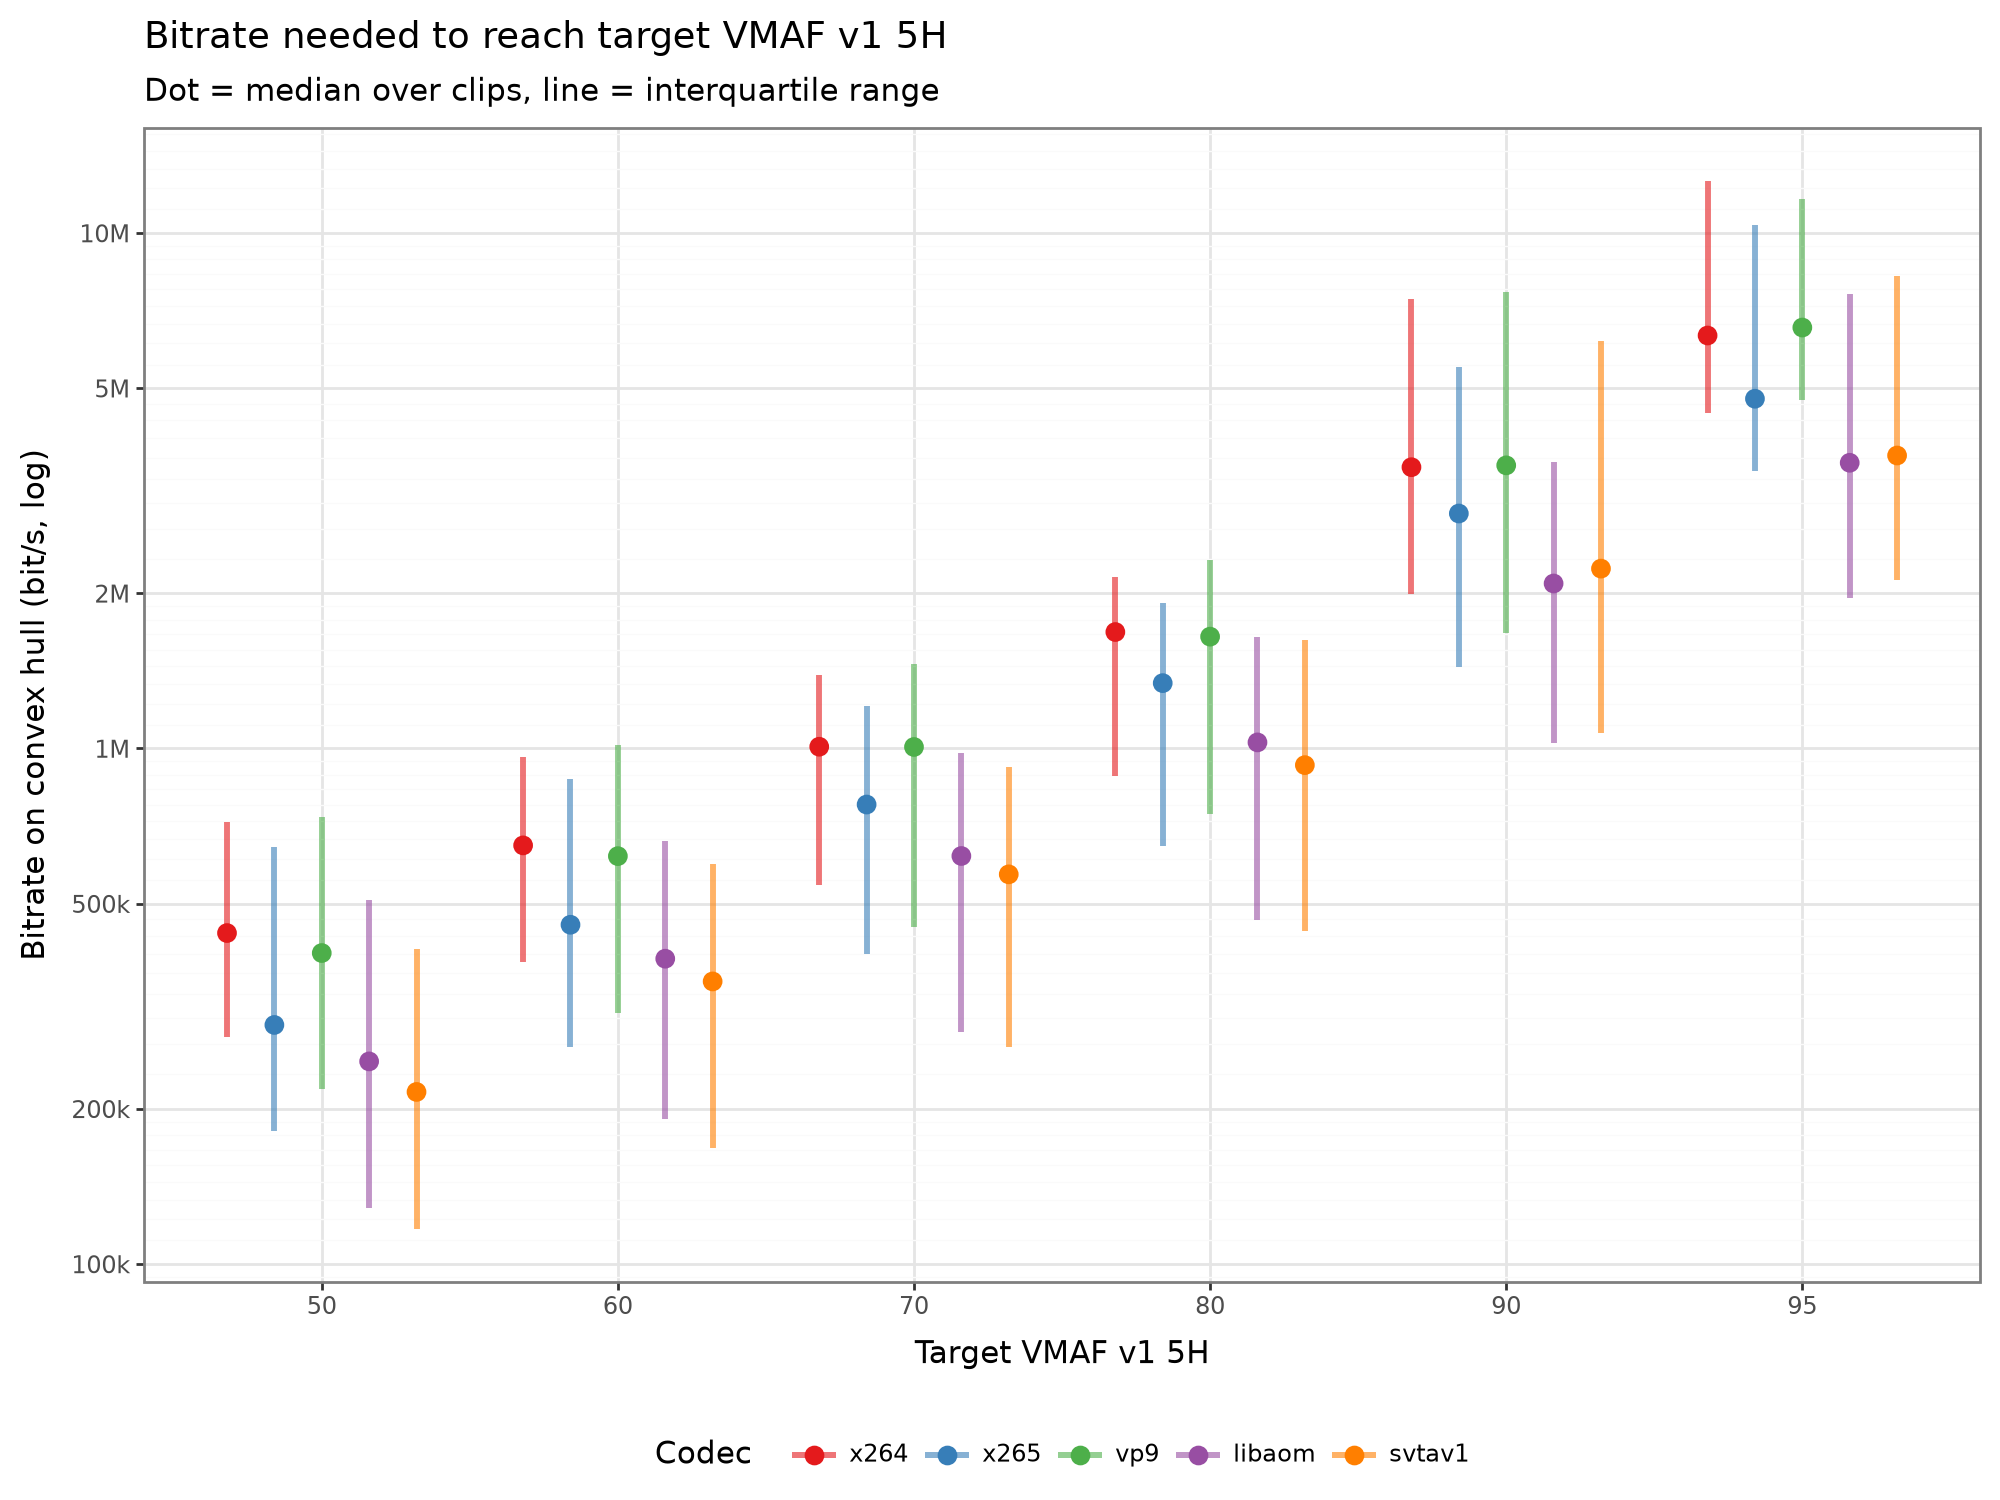 Bitrate needed to reach target VMAF v1 5H
Dot = median over clips, line = interquartile range
Bitrate on convex hull (bit/s, log)
10M
5M
2M
1M
500k
200k
100k
50 60 70 80 90 95
Target VMAF v1 5H
Codec x264 x265 vp9 libaom svtav1